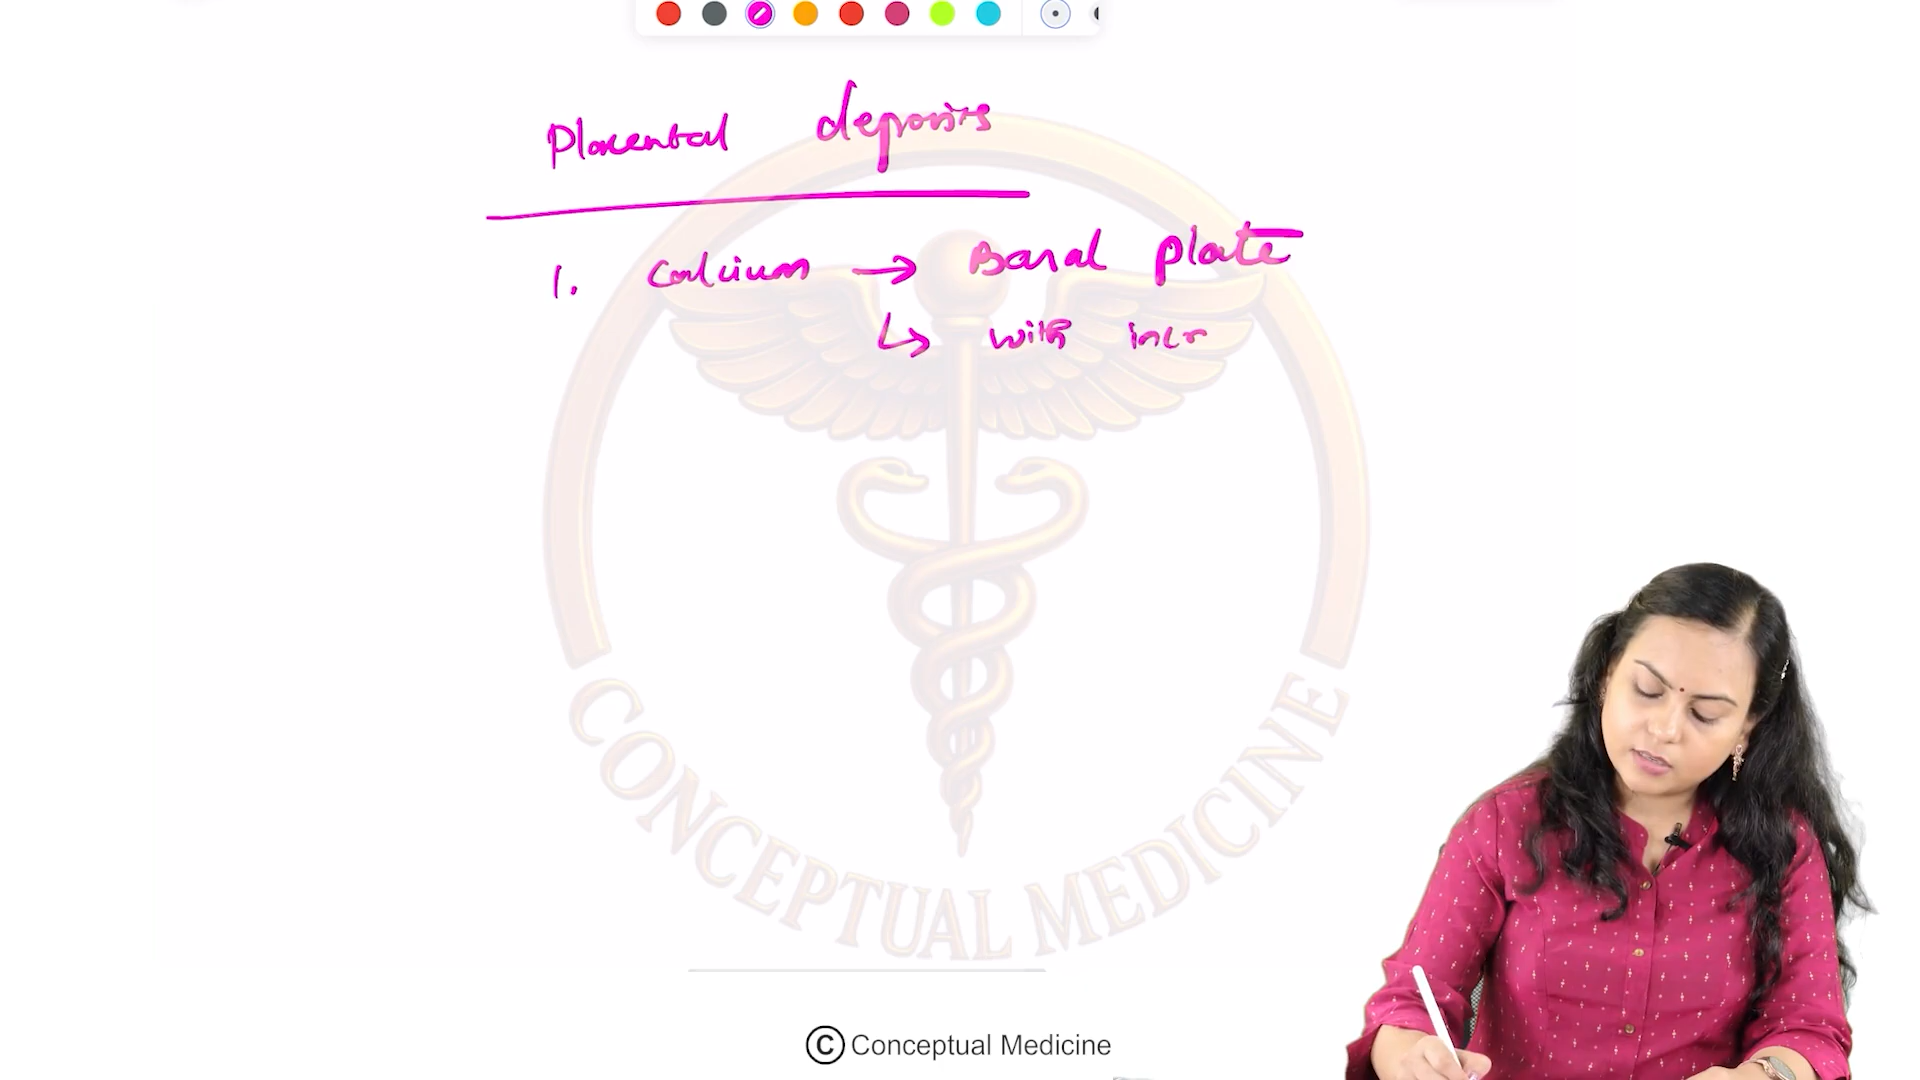 Placental deposits
1. Calcium → Basal plate
↳ with incr
CONCEPTUAL MEDICINE
© Conceptual Medicine